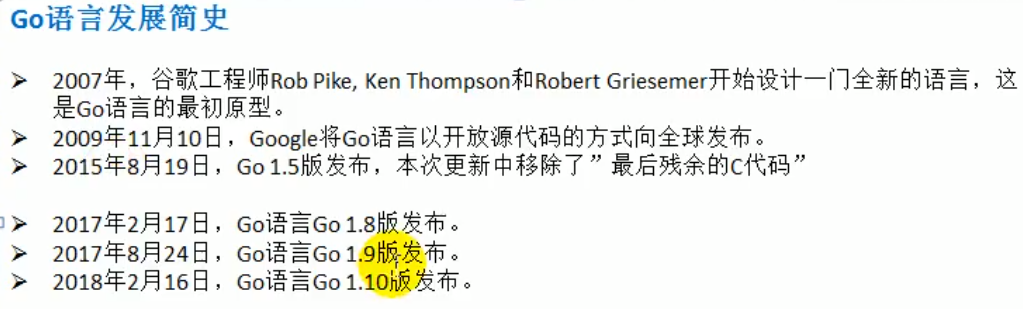 Go语言发展简史
➢ 2007年，谷歌工程师Rob Pike, Ken Thompson和Robert Griesemer开始设计一门全新的语言，这
是Go语言的最初原型。
➢ 2009年11月10日，Google将Go语言以开放源代码的方式向全球发布。
➢ 2015年8月19日，Go 1.5版发布，本次更新中移除了”最后残余的C代码”
➢ 2017年2月17日，Go语言Go 1.8版发布。
➢ 2017年8月24日，Go语言Go 1.9版发布。
➢ 2018年2月16日，Go语言Go 1.10版发布。